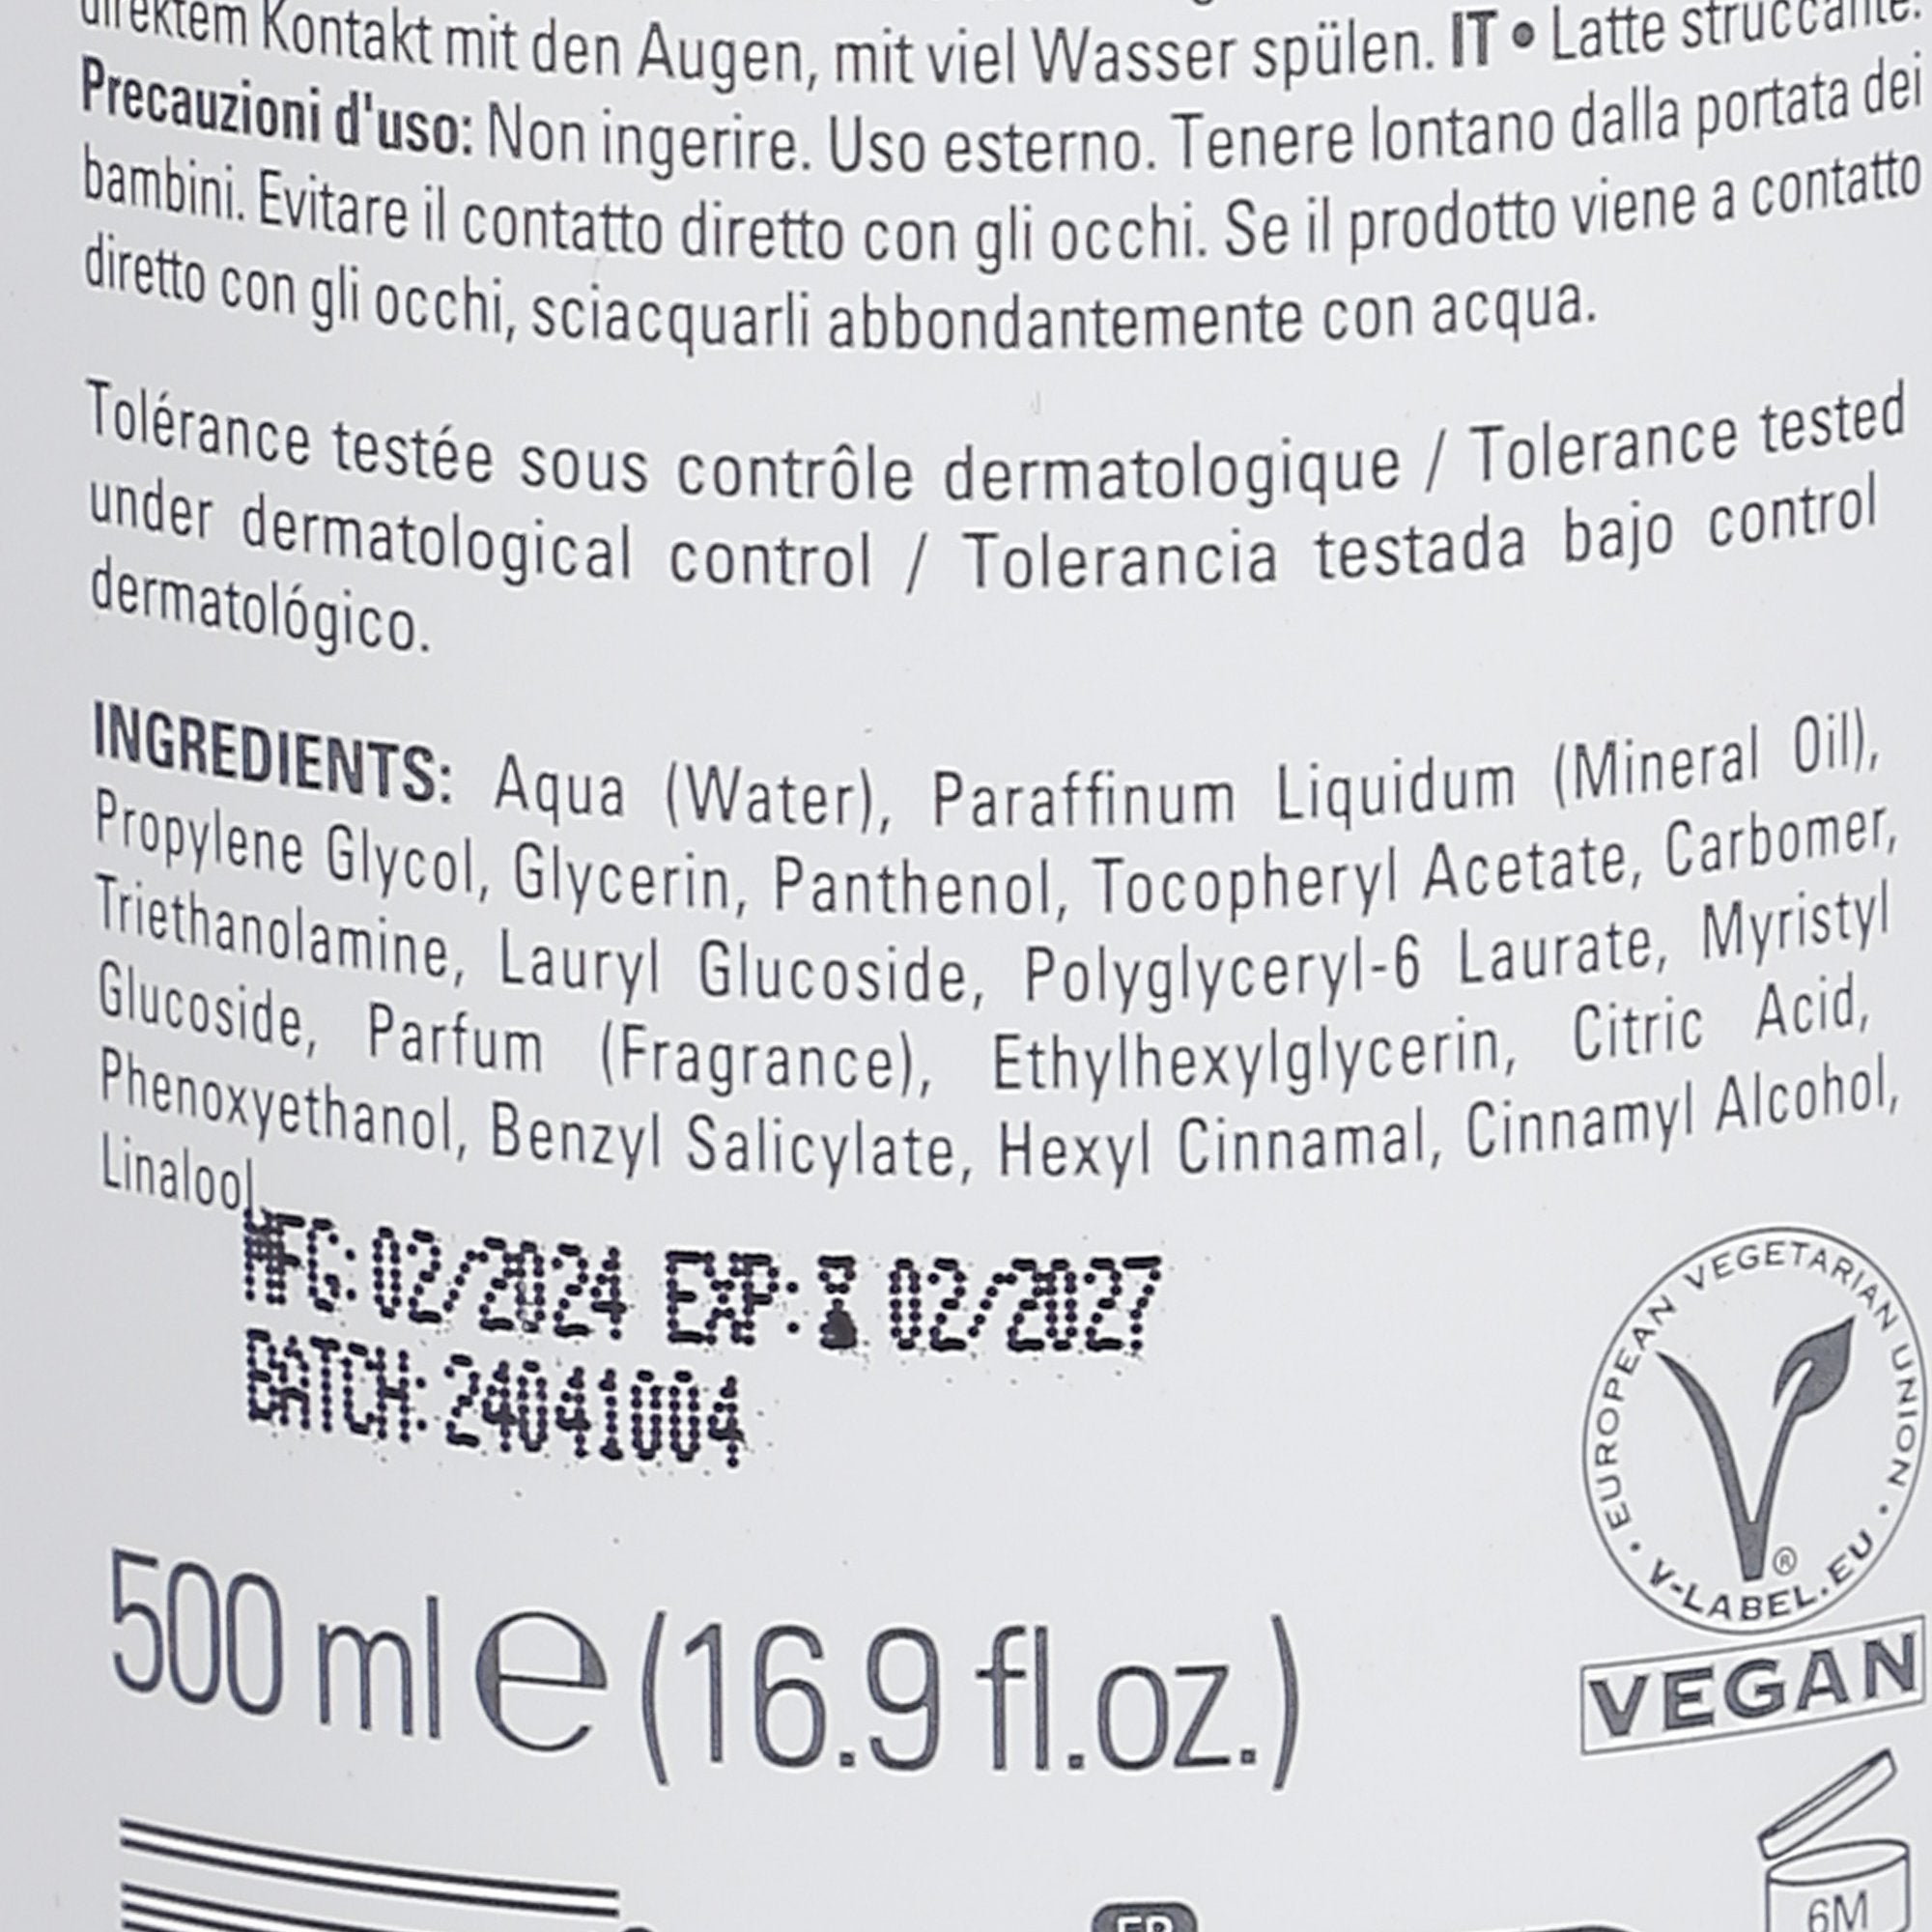 direktem Kontakt mit den Augen, mit viel Wasser spülen. IT • Latte struccante.
Precauzioni d'uso: Non ingerire. Uso esterno. Tenere lontano dalla portata dei
bambini. Evitare il contatto diretto con gli occhi. Se il prodotto viene a contatto
diretto con gli occhi, sciacquarli abbondantemente con acqua.
Tolérance testée sous contrôle dermatologique / Tolerance tested
under dermatological control / Tolerancia testada bajo control
dermatológico.
INGREDIENTS: Aqua (Water), Paraffinum Liquidum (Mineral Oil),
Propylene Glycol, Glycerin, Panthenol, Tocopheryl Acetate, Carbomer,
Triethanolamine, Lauryl Glucoside, Polyglyceryl-6 Laurate, Myristyl
Glucoside, Parfum (Fragrance), Ethylhexylglycerin, Citric Acid,
Phenoxyethanol, Benzyl Salicylate, Hexyl Cinnamal, Cinnamyl Alcohol,
Linalool.
MFG: 02/2024 EXP: 02/2027
BATCH: 24041004
EUROPEAN VEGETARIAN UNION • V-LABEL.EU •
®
VEGAN
500 ml e (16.9 fl.oz.)
6M
FR